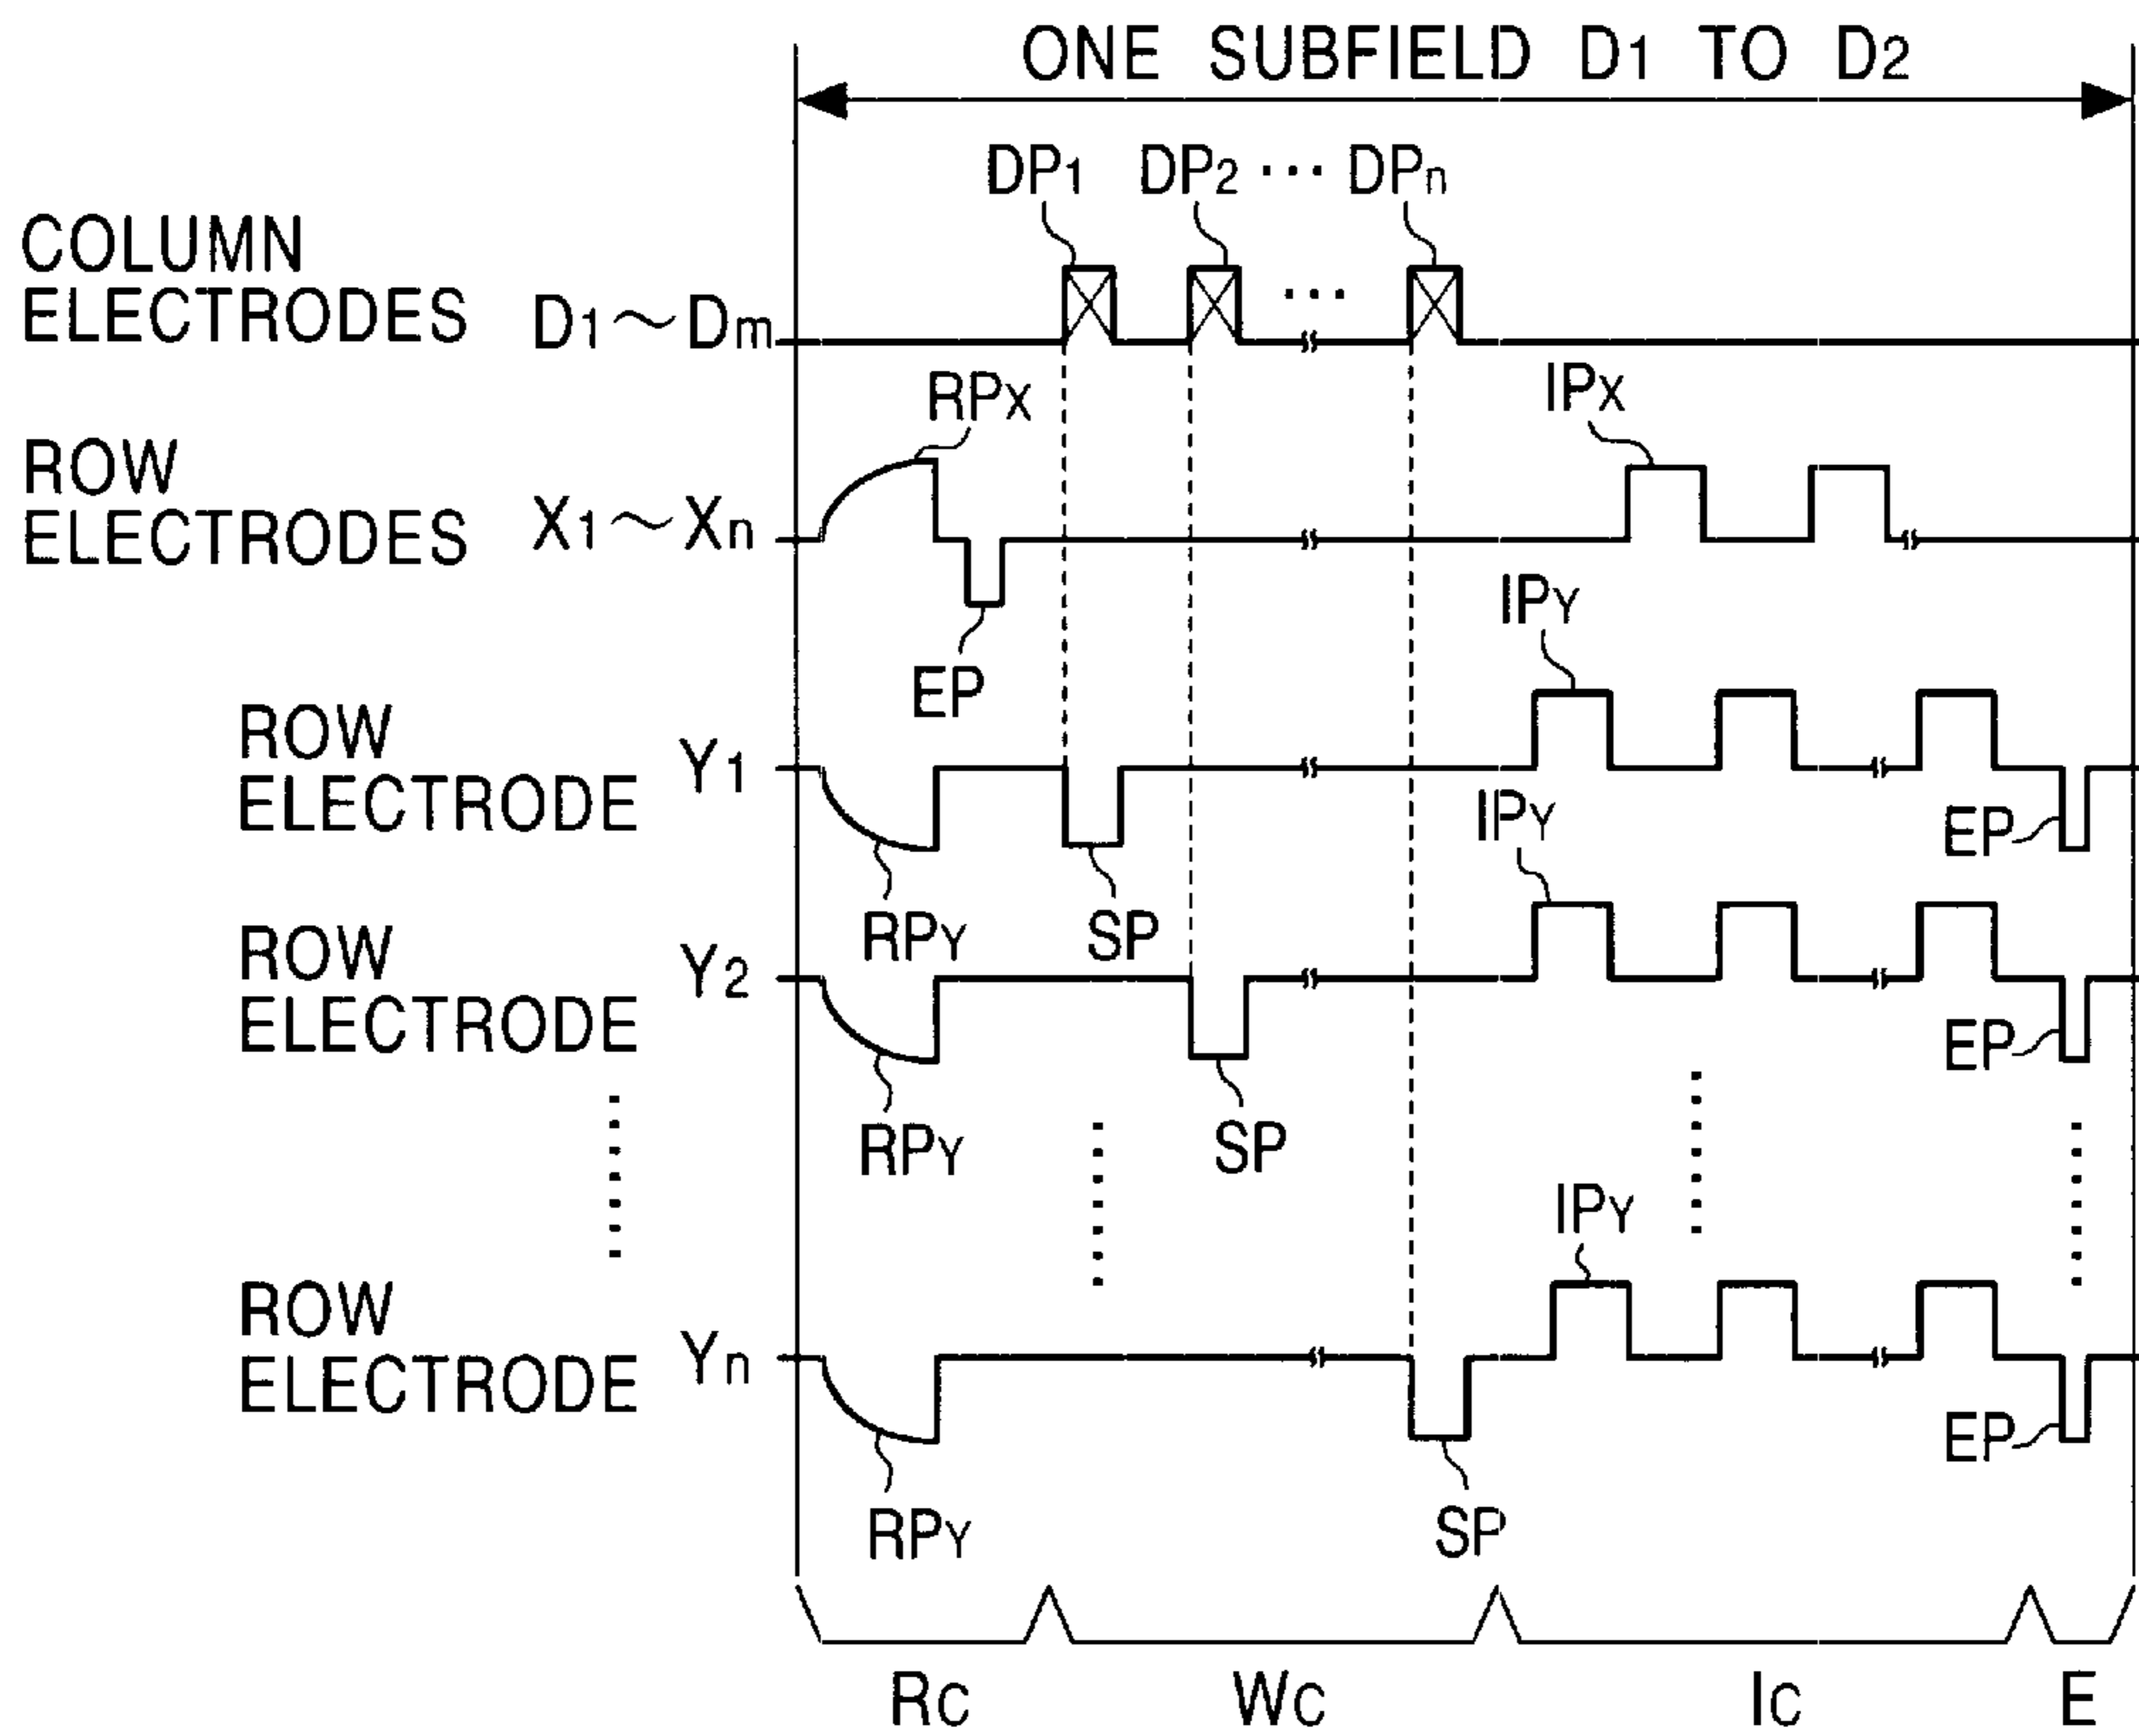 ONE SUBFIELD D1 TO D2
DP1 DP2 ··· DPn
COLUMN
ELECTRODES D1~Dm
···
RPX
IPX
ROW
ELECTRODES X1~Xn
EP
IPY
ROW
ELECTRODE Y1
IPY
EP
RPY
SP
ROW
ELECTRODE Y2
EP
RPY
SP
IPY
ROW
ELECTRODE Yn
EP
RPY
SP
RC WC IC E